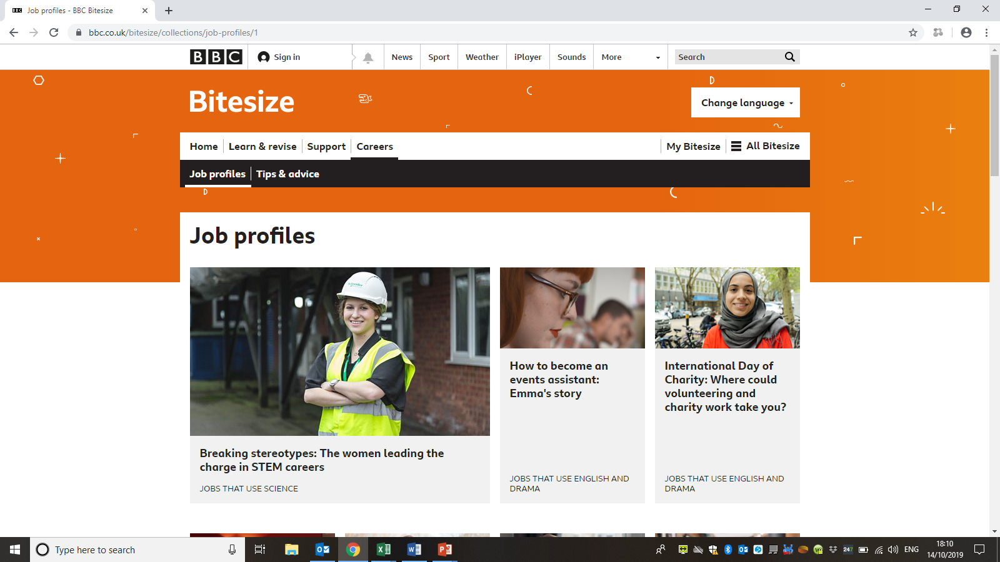 Job profiles - BBC Bitesize
bbc.co.uk/bitesize/collections/job-profiles/1
BBC
Sign in
News
Sport
Weather
iPlayer
Sounds
More
Search
Bitesize
Change language
Home
Learn & revise
Support
Careers
My Bitesize
All Bitesize
Job profiles
Tips & advice
Job profiles
Breaking stereotypes: The women leading the
charge in STEM careers
JOBS THAT USE SCIENCE
How to become an
events assistant:
Emma's story
JOBS THAT USE ENGLISH AND
DRAMA
International Day of
Charity: Where could
volunteering and
charity work take you?
JOBS THAT USE ENGLISH AND
DRAMA
Type here to search
247
ENG
18:10
14/10/2019